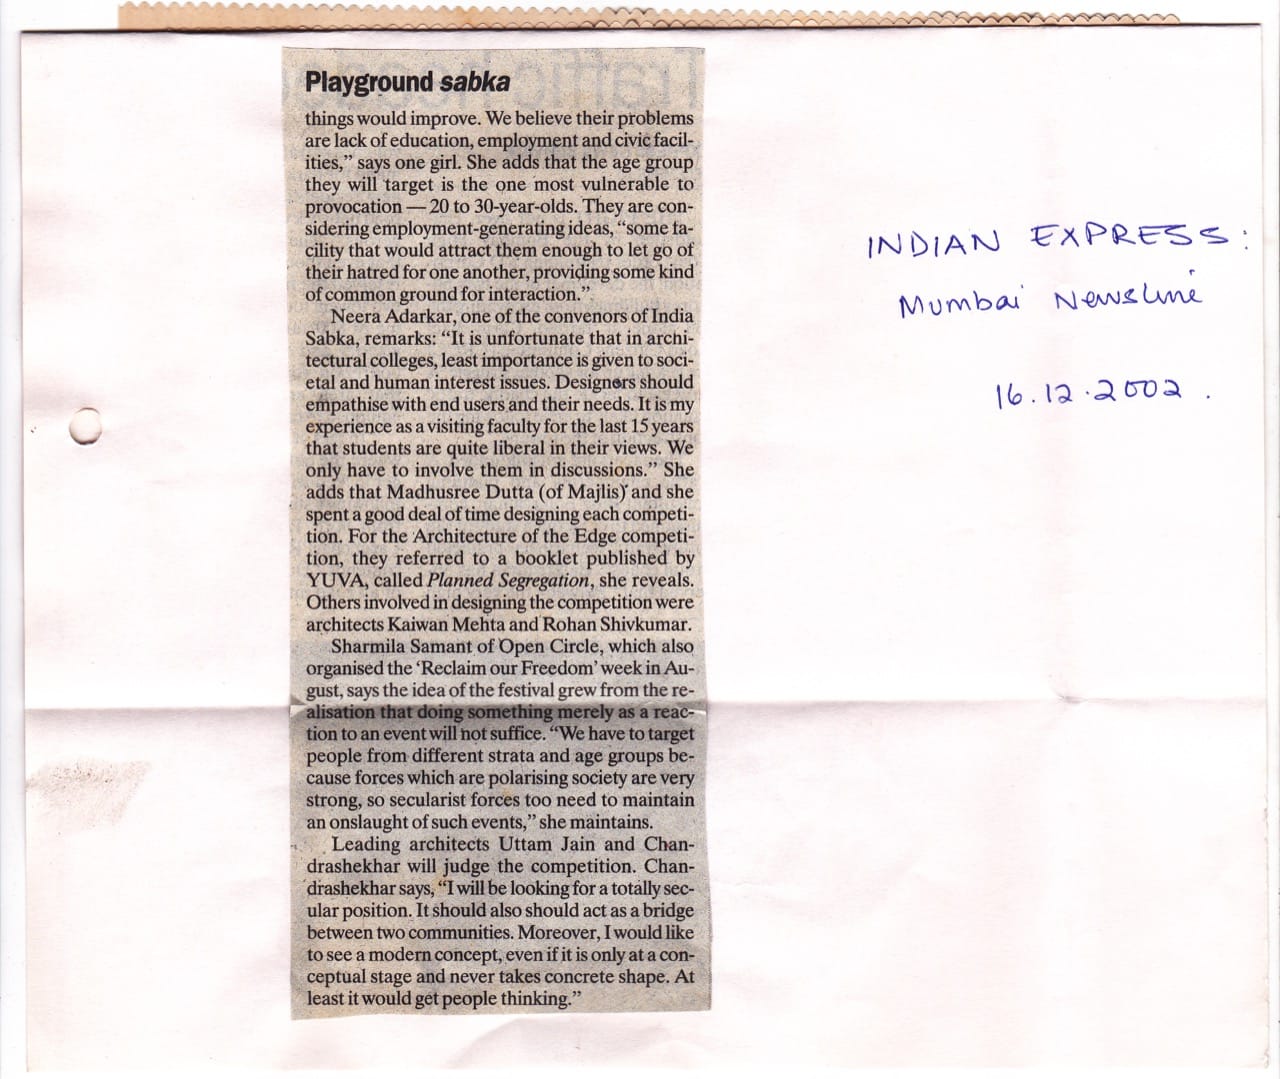 Playground sabka
things would improve. We believe their problems
are lack of education, employment and civic facil-
ities,” says one girl. She adds that the age group
they will target is the one most vulnerable to
provocation — 20 to 30-year-olds. They are con-
sidering employment-generating ideas, “some fa-
cility that would attract them enough to let go of
their hatred for one another, providing some kind
of common ground for interaction.”
Neera Adarkar, one of the convenors of India
Sabka, remarks: “It is unfortunate that in archi-
tectural colleges, least importance is given to soci-
etal and human interest issues. Designers should
empathise with end users and their needs. It is my
experience as a visiting faculty for the last 15 years
that students are quite liberal in their views. We
only have to involve them in discussions.” She
adds that Madhusree Dutta (of Majlis) and she
spent a good deal of time designing each competi-
tion. For the Architecture of the Edge competi-
tion, they referred to a booklet published by
YUVA, called Planned Segregation, she reveals.
Others involved in designing the competition were
architects Kaiwan Mehta and Rohan Shivkumar.
Sharmila Samant of Open Circle, which also
organised the ‘Reclaim our Freedom’ week in Au-
gust, says the idea of the festival grew from the re-
alisation that doing something merely as a reac-
tion to an event will not suffice. “We have to target
people from different strata and age groups be-
cause forces which are polarising society are very
strong, so secularist forces too need to maintain
an onslaught of such events,” she maintains.
Leading architects Uttam Jain and Chan-
drashekhar will judge the competition. Chan-
drashekhar says, “I will be looking for a totally sec-
ular position. It should also should act as a bridge
between two communities. Moreover, I would like
to see a modern concept, even if it is only at a con-
ceptual stage and never takes concrete shape. At
least it would get people thinking.”
INDIAN EXPRESS:
Mumbai Newsline
16.12.2002.